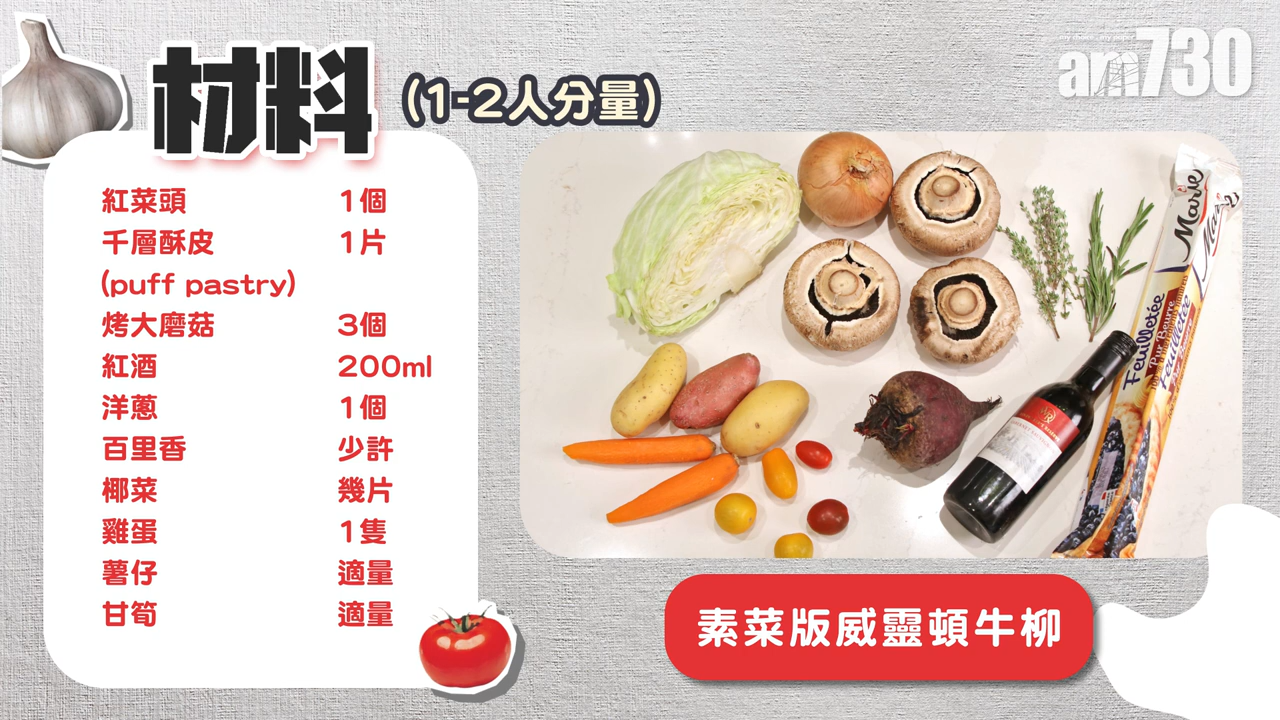 材料
(1-2人分量)
am730
紅菜頭 1個
千層酥皮 1片
(puff pastry)
烤大磨菇 3個
紅酒 200ml
洋蔥 1個
百里香 少許
椰菜 幾片
雞蛋 1隻
薯仔 適量
甘筍 適量
Marie
Feuilletée
Pur Beurre
Feuilletée
素菜版威靈頓牛柳